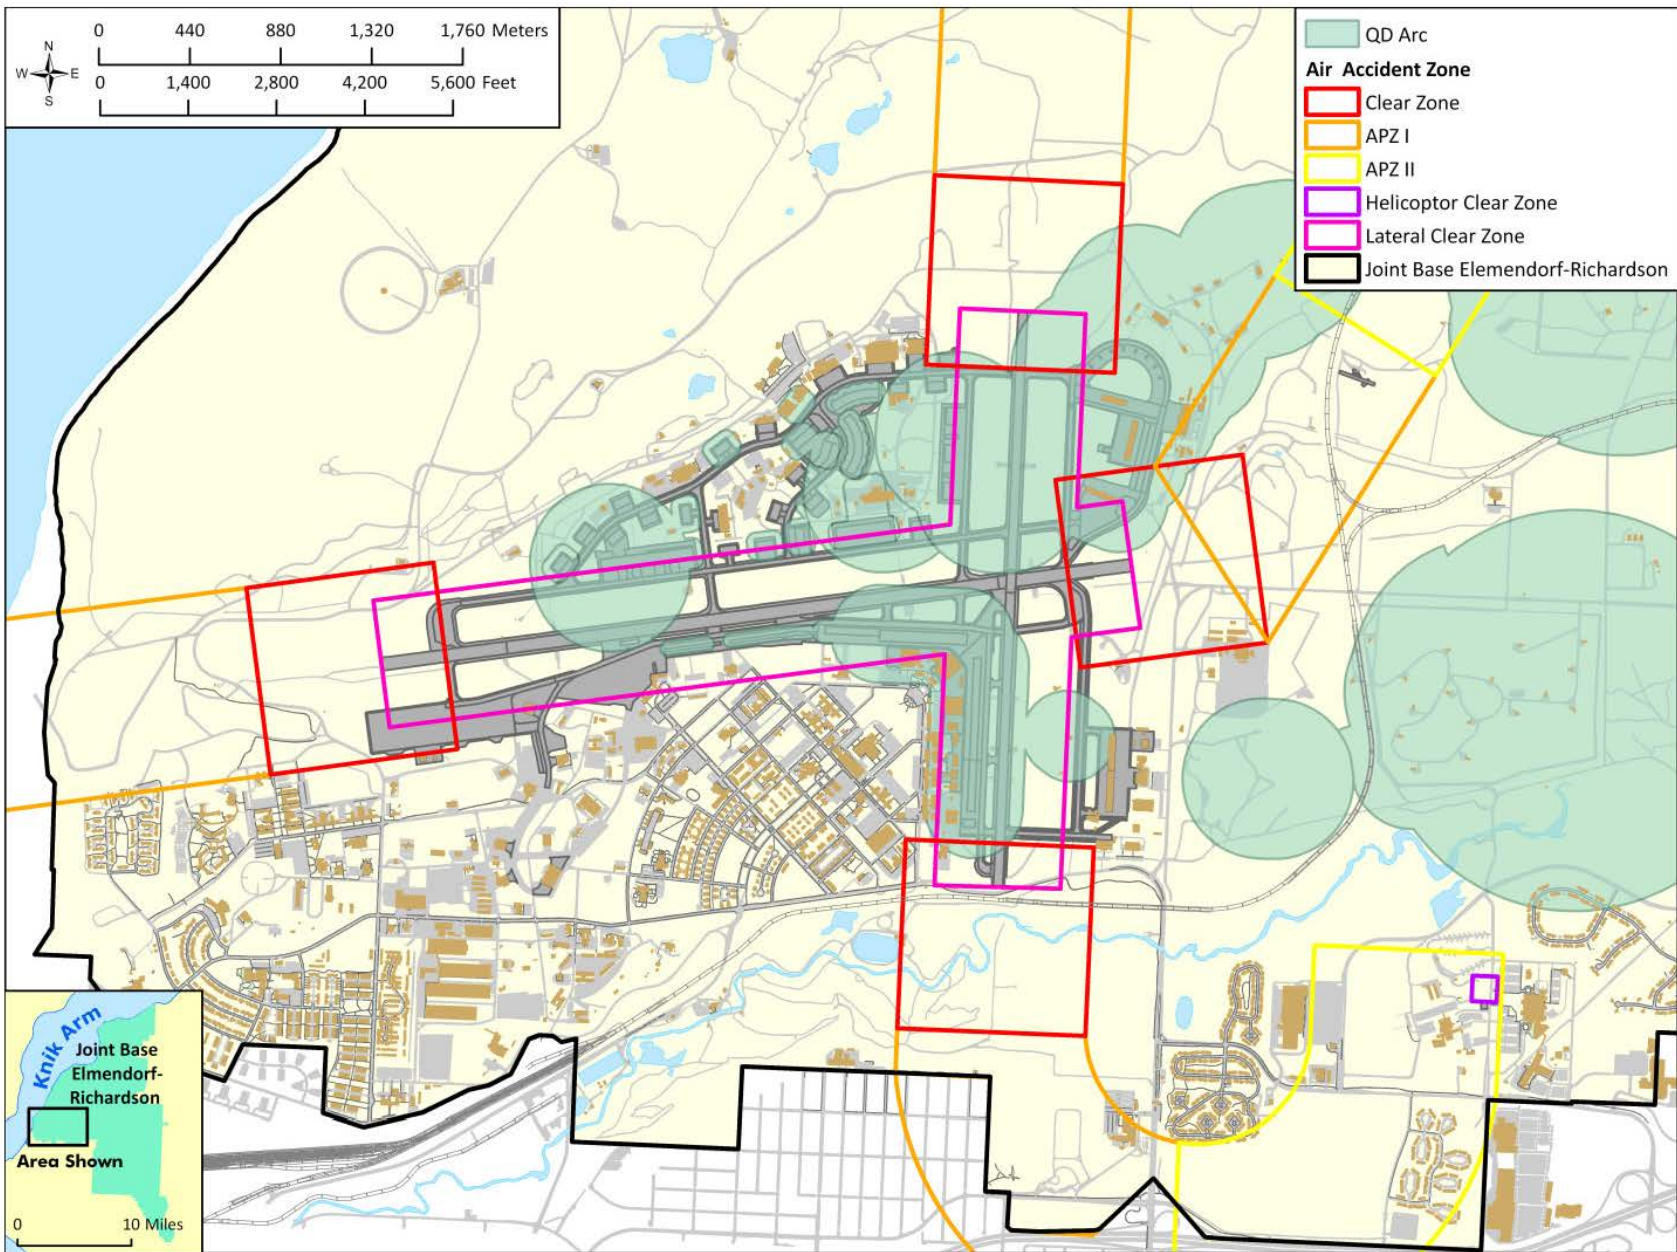 0 440 880 1,320 1,760 Meters
N
W E
S
0 1,400 2,800 4,200 5,600 Feet
QD Arc
Air Accident Zone
Clear Zone
APZ I
APZ II
Helicoptor Clear Zone
Lateral Clear Zone
Joint Base Elemendorf-Richardson
Knik Arm
Joint Base
Elmendorf-
Richardson
Area Shown
0 10 Miles